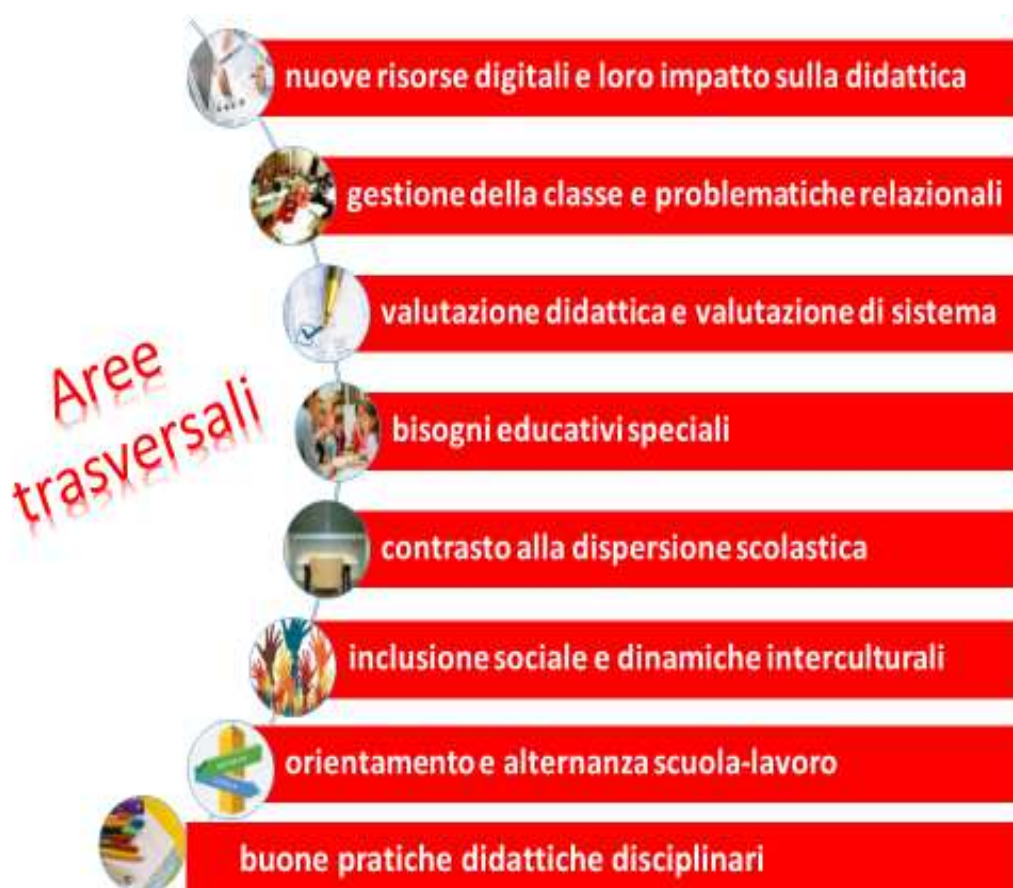 nuove risorse digitali e loro impatto sulla didattica
gestione della classe e problematiche relazionali
valutazione didattica e valutazione di sistema
Aree
trasversali
bisogni educativi speciali
contrasto alla dispersione scolastica
inclusione sociale e dinamiche interculturali
orientamento e alternanza scuola-lavoro
buone pratiche didattiche disciplinari